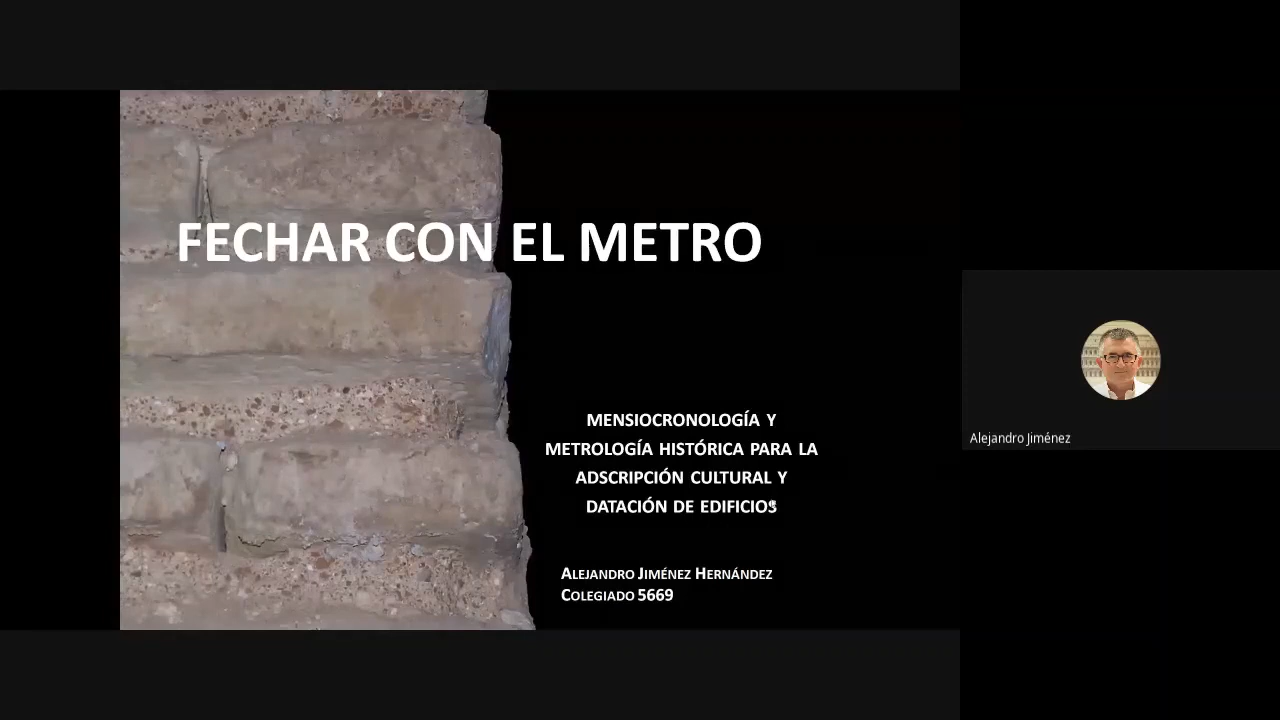 FECHAR CON EL METRO
MENSIOCRONOLOGÍA Y
METROLOGÍA HISTÓRICA PARA LA
ADSCRIPCIÓN CULTURAL Y
DATACIÓN DE EDIFICIOS
ALEJANDRO JIMÉNEZ HERNÁNDEZ
COLEGIADO 5669
Alejandro Jiménez